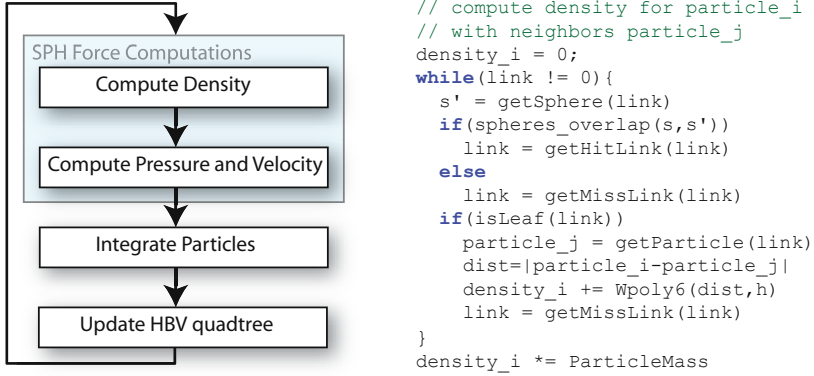 SPH Force Computations
Compute Density
Compute Pressure and Velocity
Integrate Particles
Update HBV quadtree
// compute density for particle_i
// with neighbors particle_j
density_i = 0;
while(link != 0){
  s' = getSphere(link)
  if(spheres_overlap(s,s'))
    link = getHitLink(link)
  else
    link = getMissLink(link)
  if(isLeaf(link))
    particle_j = getParticle(link)
    dist=|particle_i-particle_j|
    density_i += Wpoly6(dist,h)
    link = getMissLink(link)
}
density_i *= ParticleMass